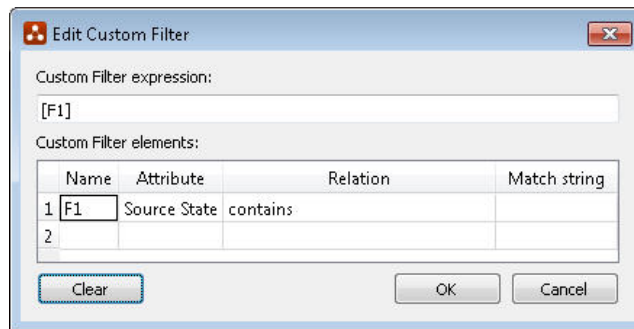 Edit Custom Filter
Custom Filter expression:
[F1]
Custom Filter elements:
Name Attribute Relation Match string
1 F1 Source State contains
2
Clear OK Cancel